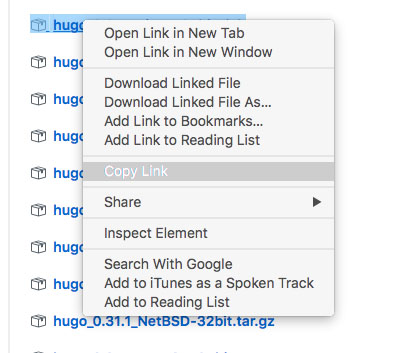 hugo
Open Link in New Tab
Open Link in New Window
hugo
Download Linked File
hugo
Download Linked File As...
Add Link to Bookmarks...
hugo
Add Link to Reading List
hugo
Copy Link
hugo
Share
Inspect Element
hugo
Search With Google
hugo
Add to iTunes as a Spoken Track
Add to Reading List
hugo_0.31.1_NetBSD-32bit.tar.gz